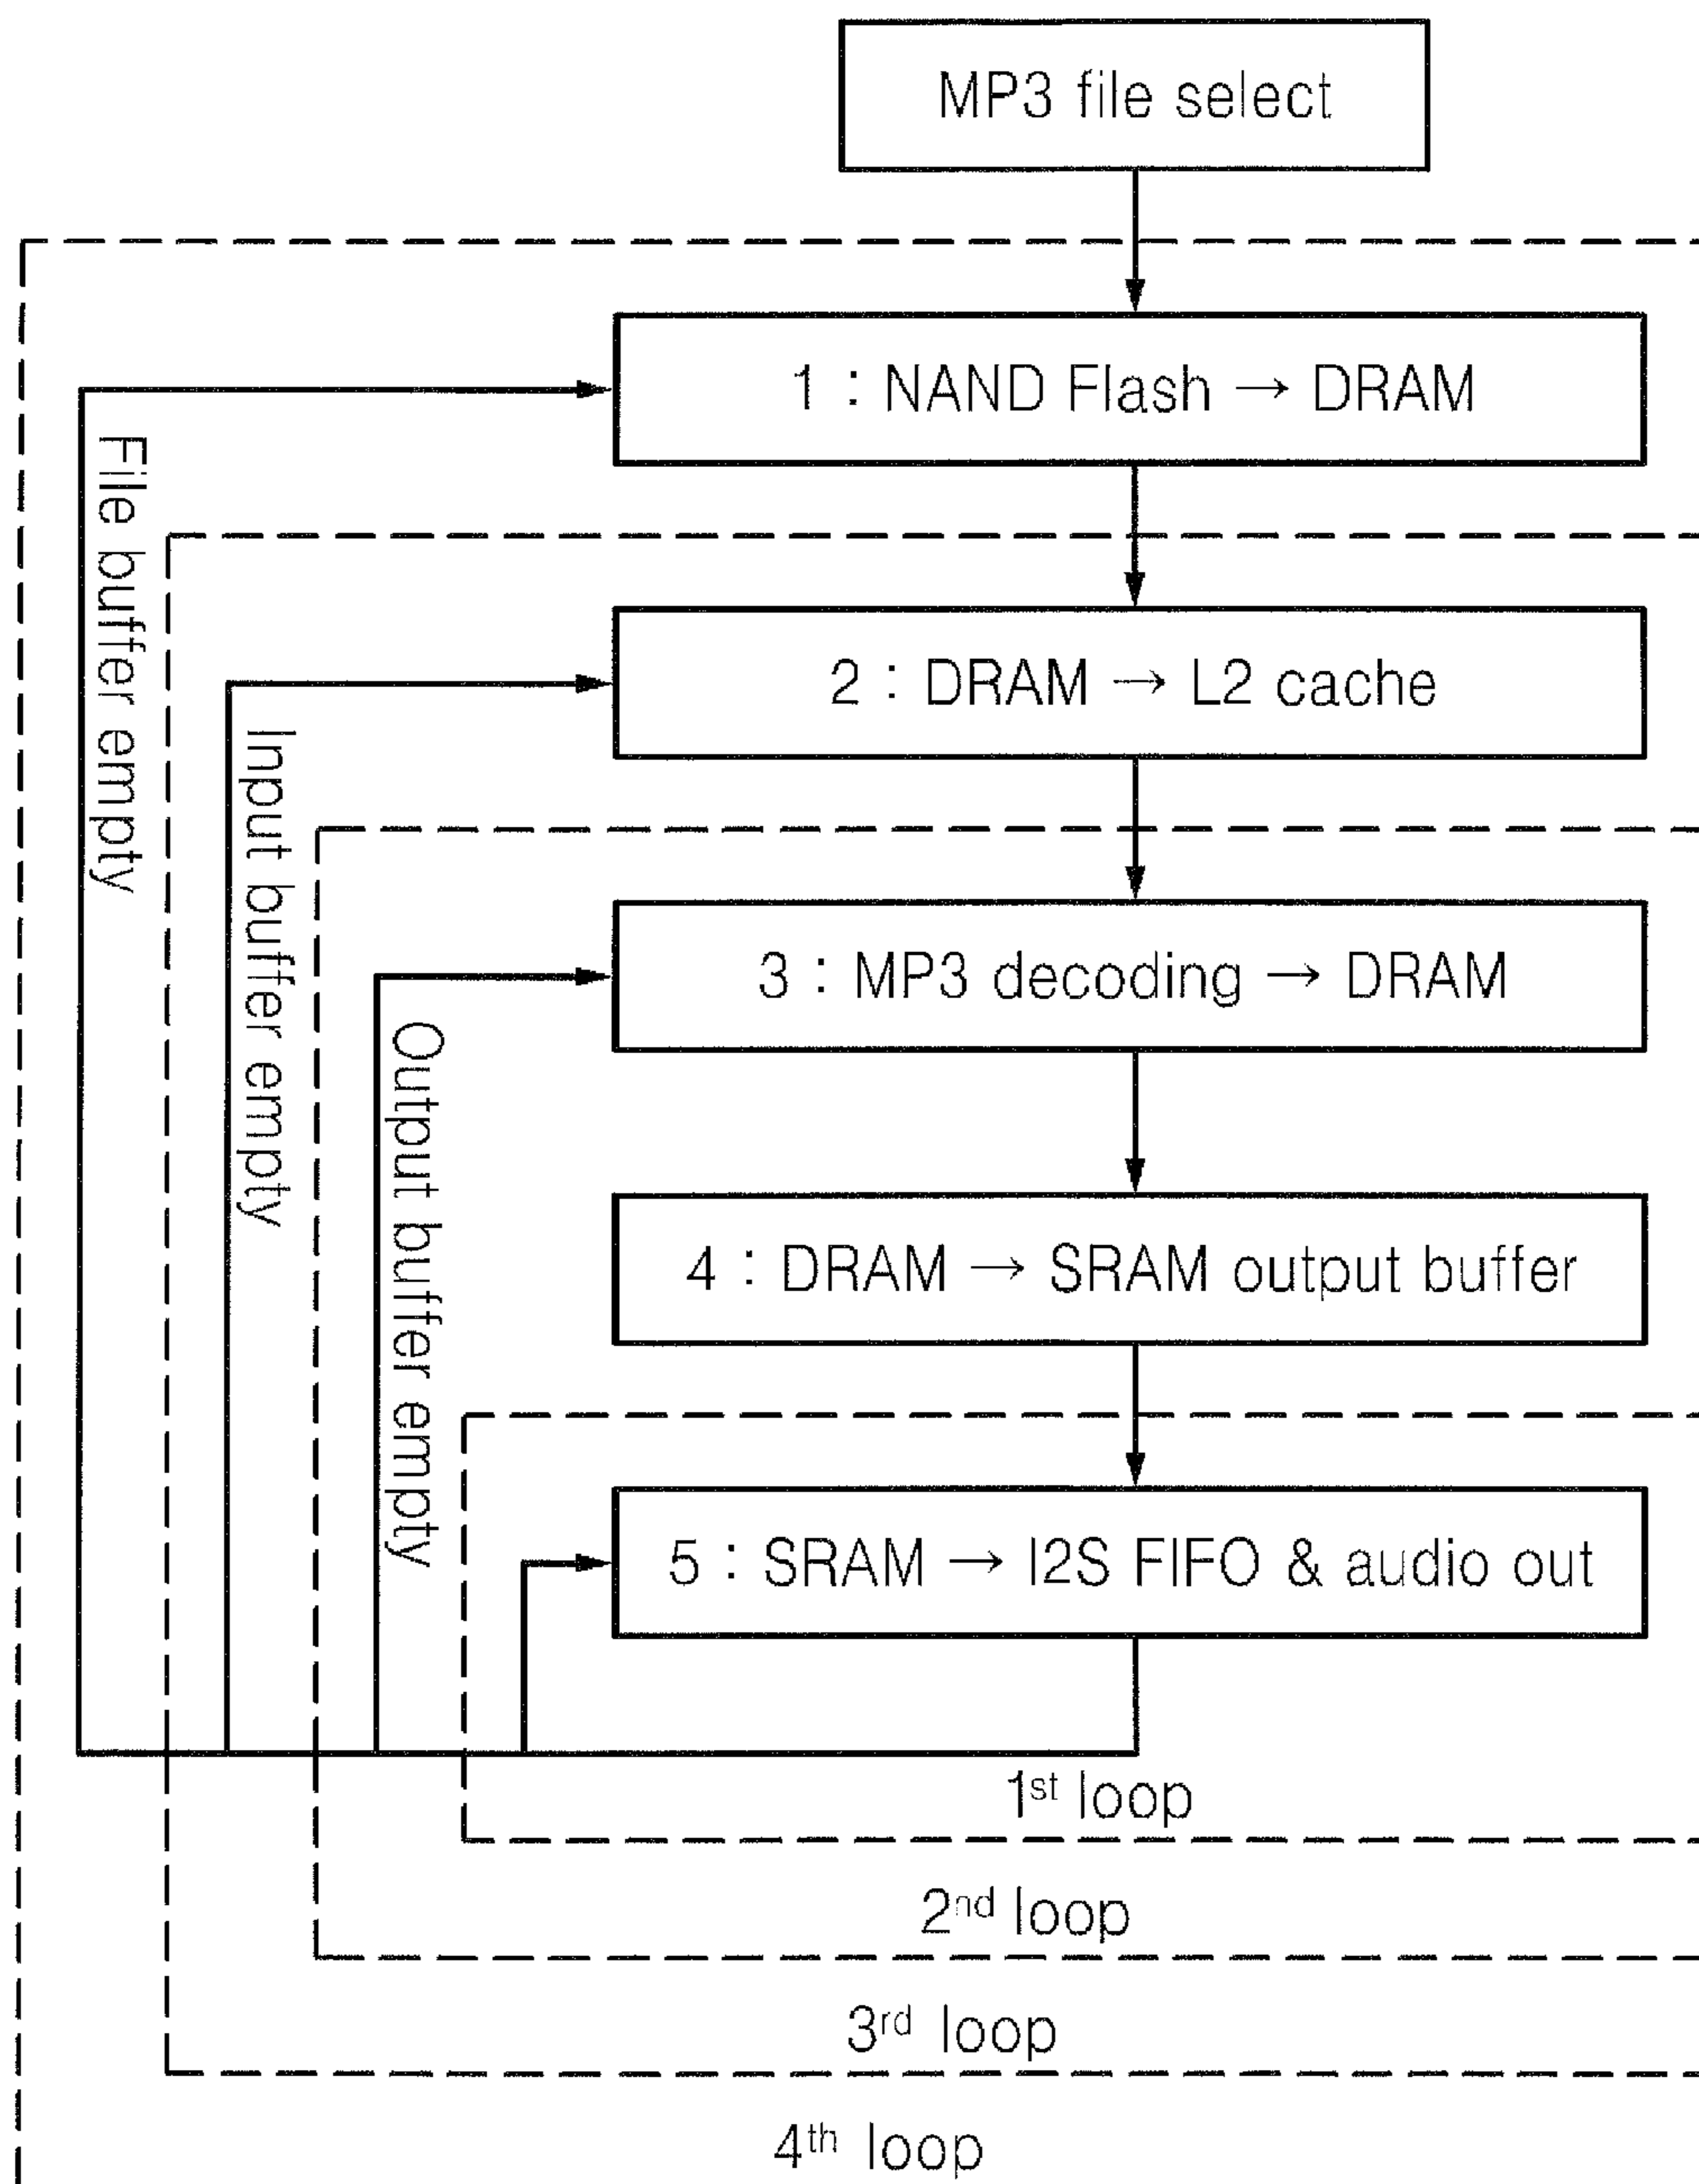 MP3 file select
1 : NAND Flash → DRAM
File buffer empty
2 : DRAM → L2 cache
Input buffer empty
3 : MP3 decoding → DRAM
Output buffer empty
4 : DRAM → SRAM output buffer
5 : SRAM → I2S FIFO & audio out
1st loop
2nd loop
3rd loop
4th loop